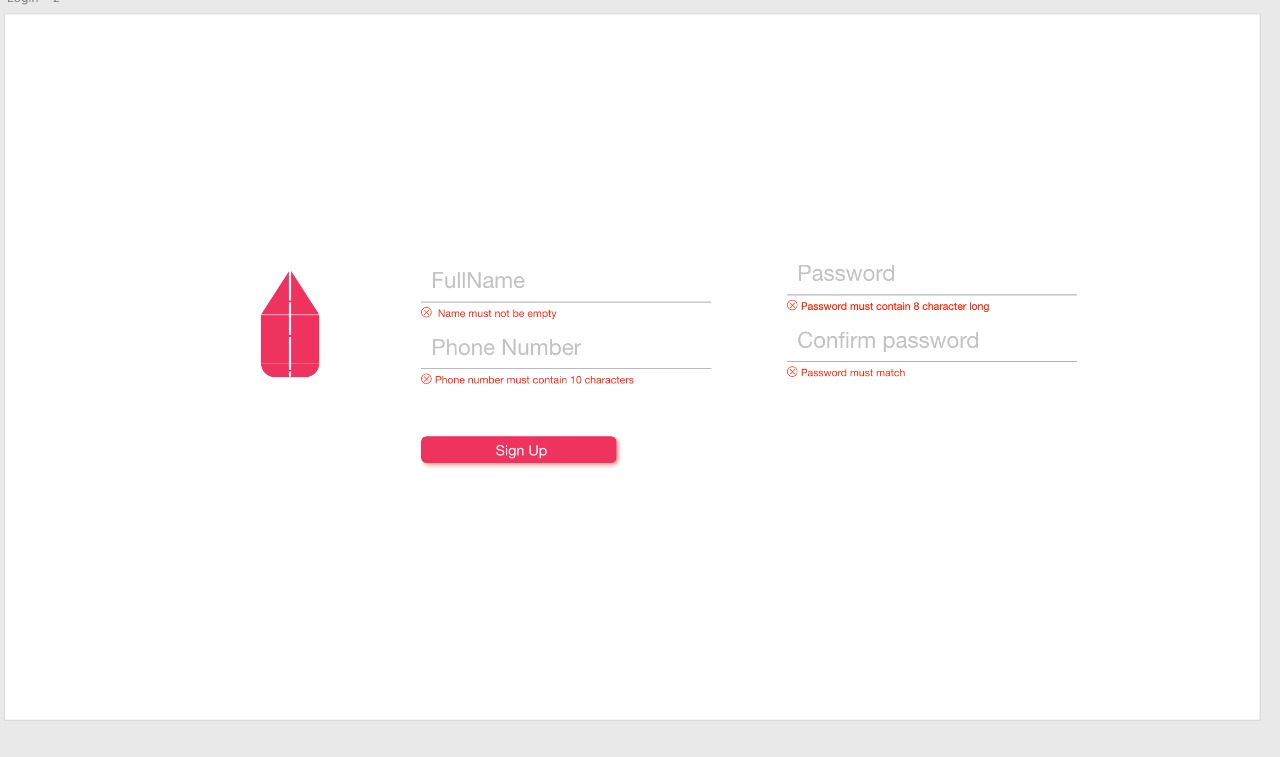 FullName
Name must not be empty
Phone Number
Phone number must contain 10 characters
Password
Password must contain 8 character long
Confirm password
Password must match
Sign Up